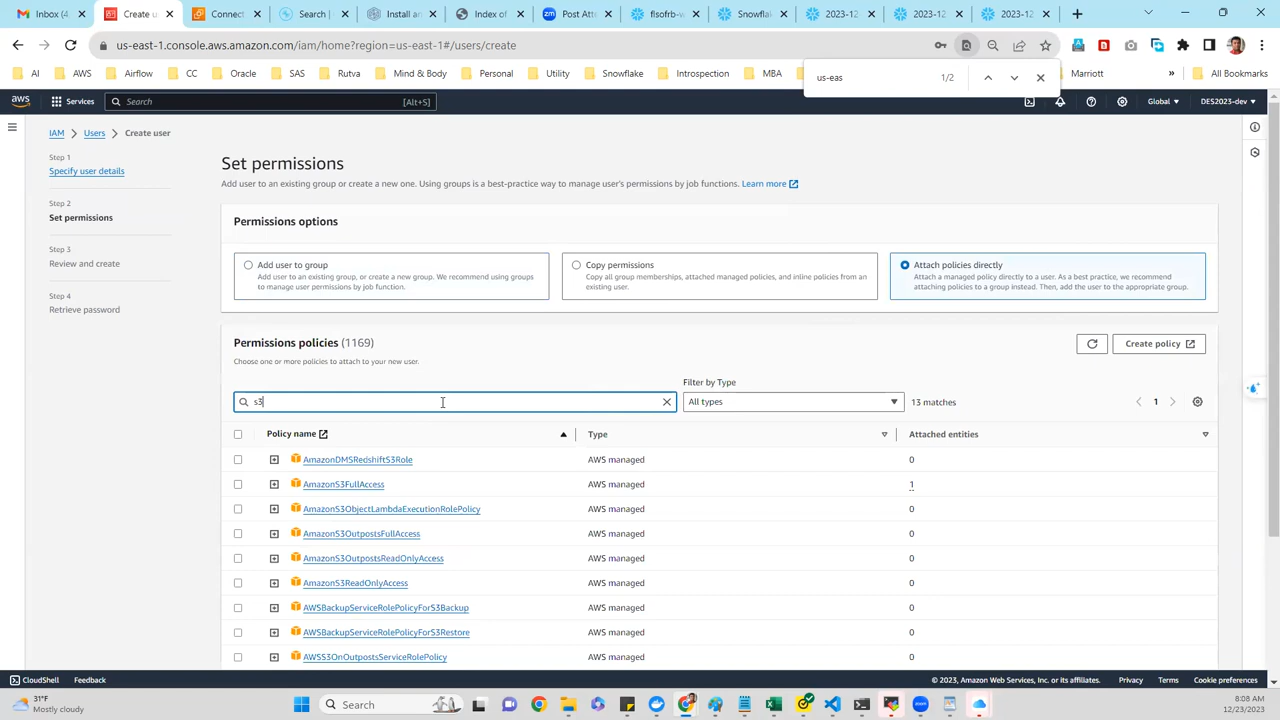 Inbox (4
Create u
Connect
Search |
Install an
Index of
Post Att
flsofrb-w
Snowflak
2023-12
2023-12
2023-12
us-east-1.console.aws.amazon.com/iam/home?region=us-east-1#/users/create
AI AWS Airflow CC Oracle SAS Rutva Mind & Body Personal Utility Snowflake Introspection MBA Marriott » All Bookmarks
us-eas 1/2
aws Services Search [Alt+S] Global DES2023-dev
IAM > Users > Create user
Step 1
Specify user details
Step 2
Set permissions
Step 3
Review and create
Step 4
Retrieve password
Set permissions
Add user to an existing group or create a new one. Using groups is a best-practice way to manage user's permissions by job functions. Learn more
Permissions options
Add user to group
Add user to an existing group, or create a new group. We recommend using groups
to manage user permissions by job function.
Copy permissions
Copy all group memberships, attached managed policies, and inline policies from an
existing user.
Attach policies directly
Attach a managed policy directly to a user. As a best practice, we recommend
attaching policies to a group instead. Then, add the user to the appropriate group.
Permissions policies (1169)
Create policy
Choose one or more policies to attach to your new user.
Filter by Type
s3 All types 13 matches 1
Policy name Type Attached entities
AmazonDMSRedshiftS3Role AWS managed 0
AmazonS3FullAccess AWS managed 1
AmazonS3ObjectLambdaExecutionRolePolicy AWS managed 0
AmazonS3OutpostsFullAccess AWS managed 0
AmazonS3OutpostsReadOnlyAccess AWS managed 0
AmazonS3ReadOnlyAccess AWS managed 0
AWSBackupServiceRolePolicyForS3Backup AWS managed 0
AWSBackupServiceRolePolicyForS3Restore AWS managed 0
AWSS3OnOutpostsServiceRolePolicy AWS managed 0
CloudShell Feedback © 2023, Amazon Web Services, Inc. or its affiliates. Privacy Terms Cookie preferences
31°F
Mostly cloudy
Search
8:08 AM
12/23/2023